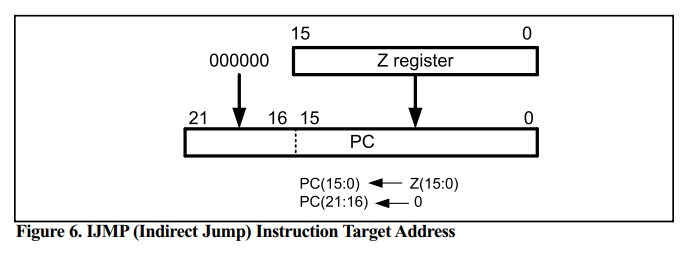 15 0
000000 Z register
21 16 15 0
PC
PC(15:0) Z(15:0)
PC(21:16) 0
Figure 6. IJMP (Indirect Jump) Instruction Target Address